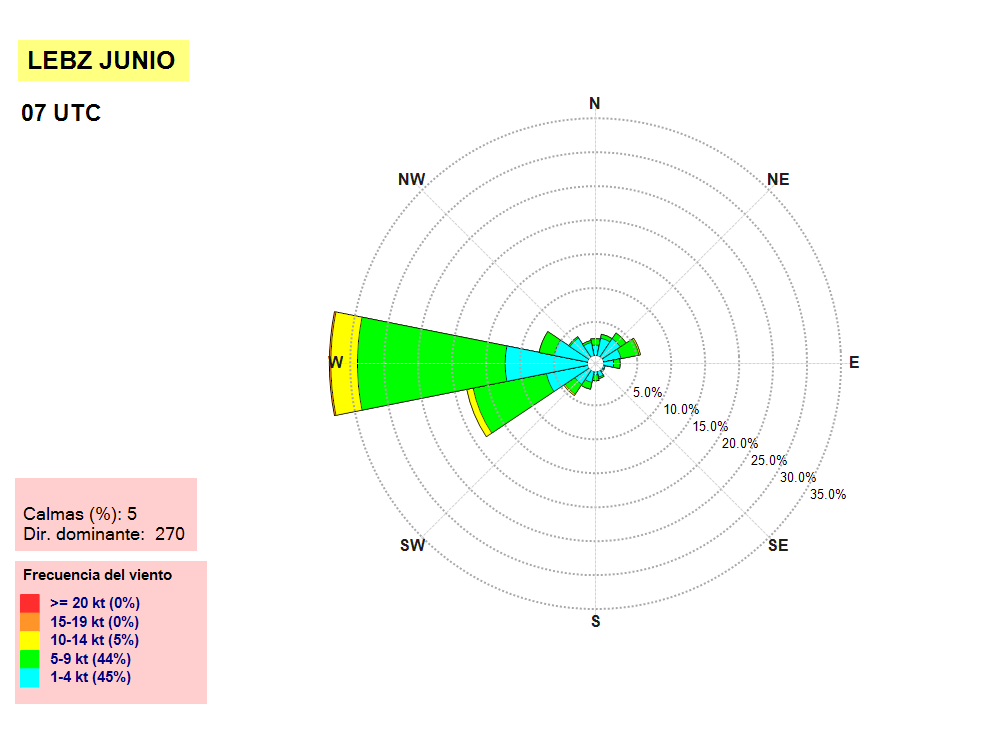 LEBZ JUNIO
07 UTC
N
NW
NE
W
E
5.0%
10.0%
15.0%
20.0%
25.0%
30.0%
35.0%
SW
SE
S
Calmas (%): 5
Dir. dominante: 270
Frecuencia del viento
>= 20 kt (0%)
15-19 kt (0%)
10-14 kt (5%)
5-9 kt (44%)
1-4 kt (45%)